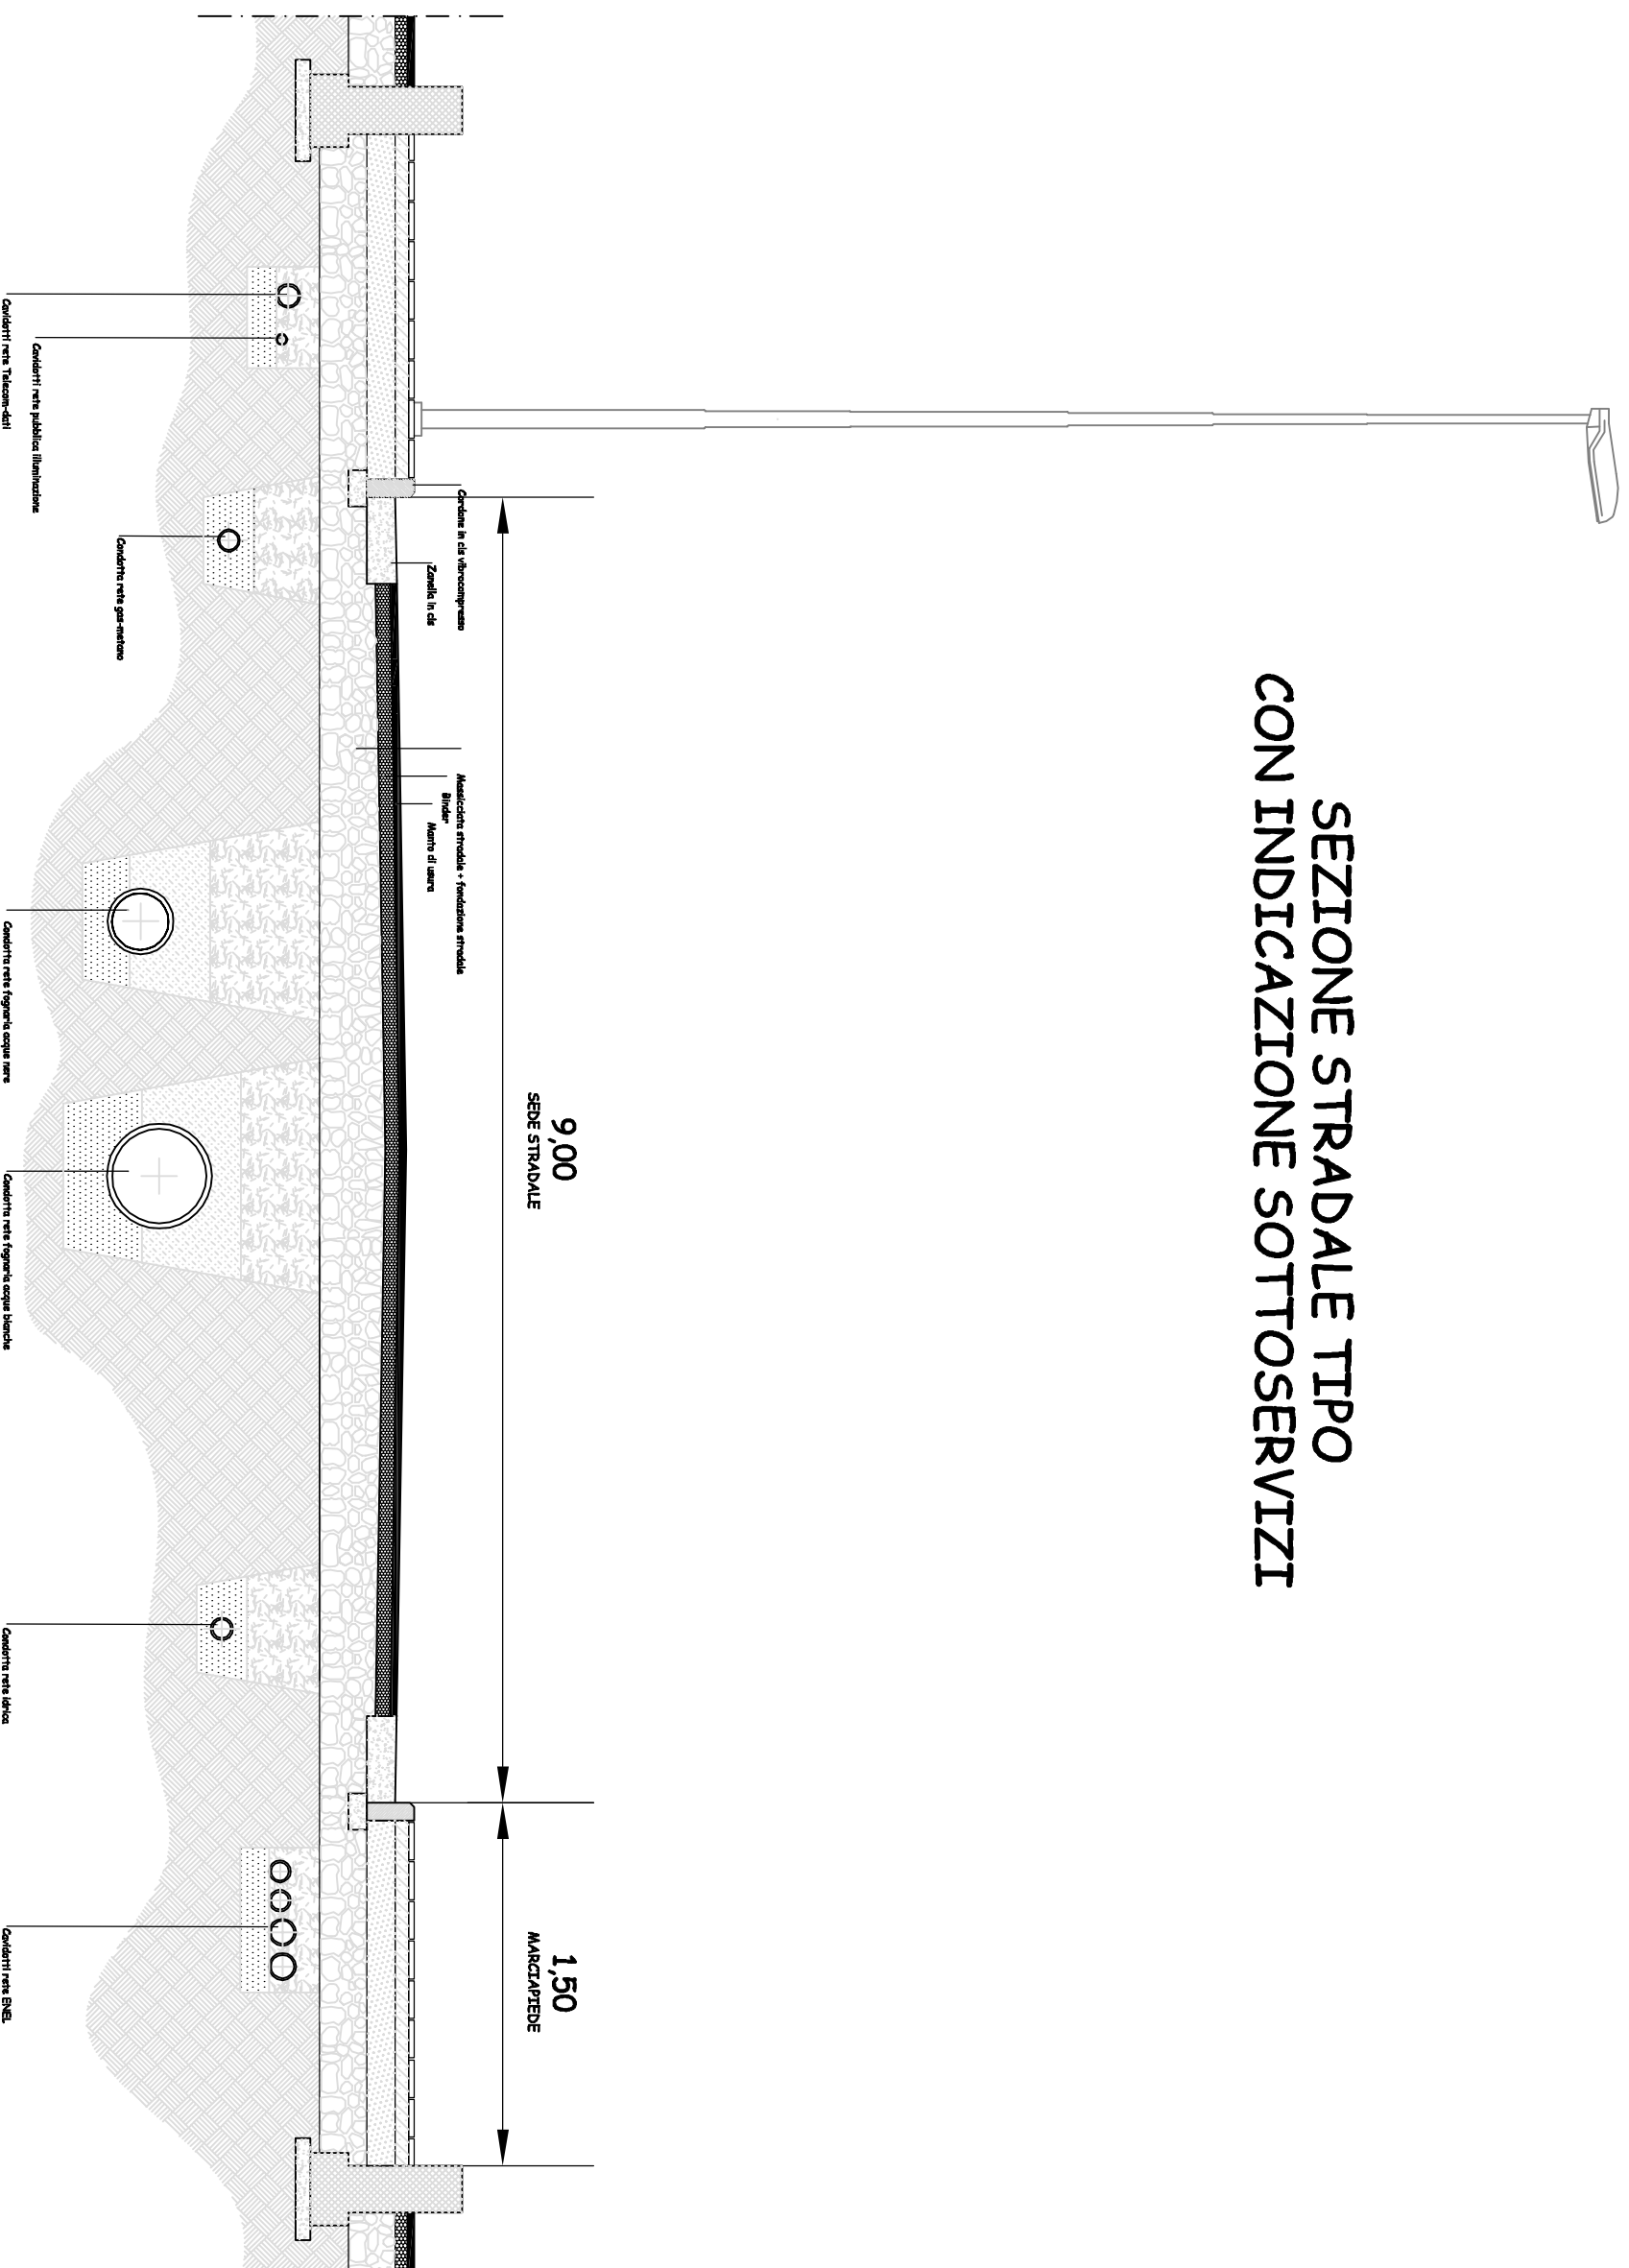 SEZIONE STRADALE TIPO
CON INDICAZIONE SOTTOSERVIZI
9,00
SEDE STRADALE
1,50
MARCIAPIEDE
Cordone in cls vibrocompresso
Zanella in cls
Massicciata stradale + fondazione stradale
Binder
Manto di usura
Cavidotti rete Telecom-dati
Cavidotti rete pubblica illuminazione
Condotta rete gas-metano
Condotta rete fognaria acque nere
Condotta rete fognaria acque bianche
Condotta rete idrica
Cavidotti rete ENEL